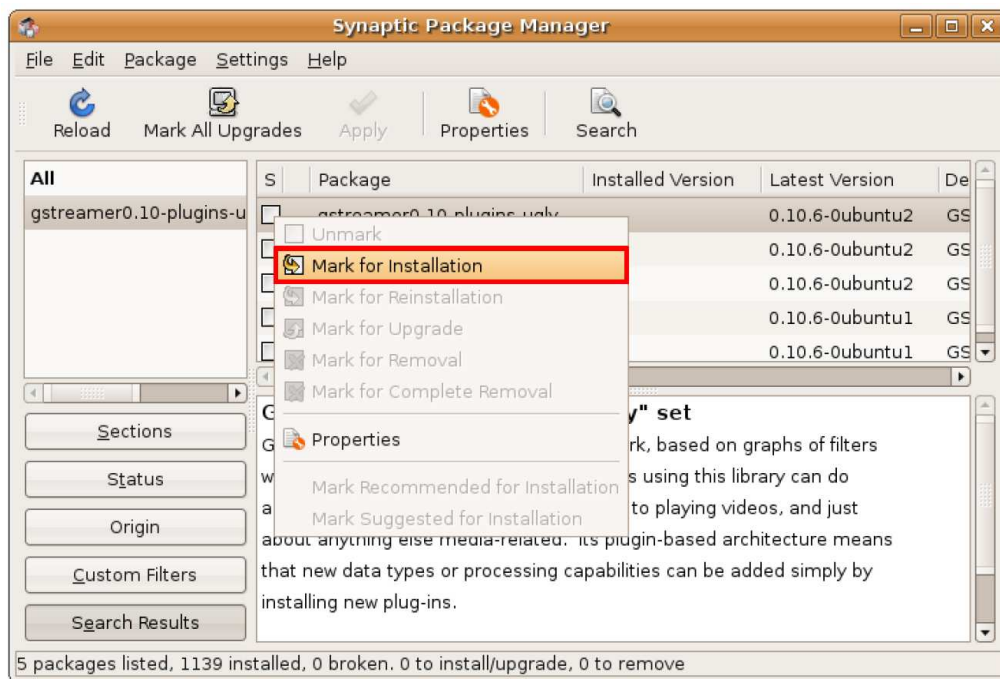 Synaptic Package Manager
File Edit Package Settings Help
Reload Mark All Upgrades Apply Properties Search
All
gstreamer0.10-plugins-u
S Package Installed Version Latest Version De
gstreamer0.10-plugins-ugly 0.10.6-0ubuntu2 GS
0.10.6-0ubuntu2 GS
0.10.6-0ubuntu2 GS
0.10.6-0ubuntu1 GS
0.10.6-0ubuntu1 GS
Unmark
Mark for Installation
Mark for Reinstallation
Mark for Upgrade
Mark for Removal
Mark for Complete Removal
Properties
Mark Recommended for Installation
Mark Suggested for Installation
Sections
Status
Origin
Custom Filters
Search Results
G y" set
G rk, based on graphs of filters
w s using this library can do
a to playing videos, and just
about anything else media-related. Its plugin-based architecture means
that new data types or processing capabilities can be added simply by
installing new plug-ins.
5 packages listed, 1139 installed, 0 broken. 0 to install/upgrade, 0 to remove